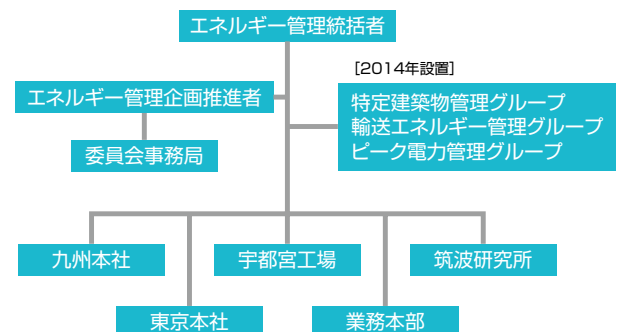 エネルギー管理統括者
[2014年設置]
エネルギー管理企画推進者
特定建築物管理グループ
輸送エネルギー管理グループ
ピーク電力管理グループ
委員会事務局
九州本社
宇都宮工場
筑波研究所
東京本社
業務本部